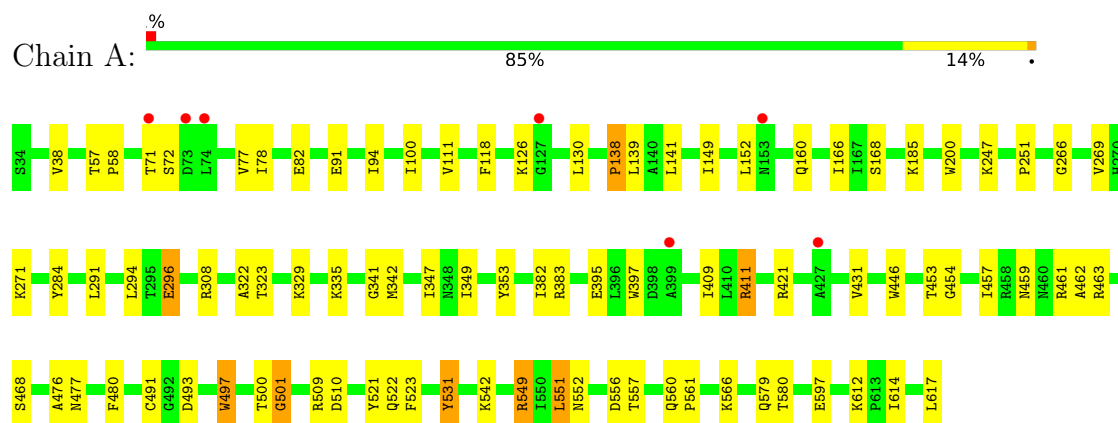 .%
Chain A:
85% 14% •
S34 V38 T57 P58 T71 S72 D73 L74 V77 I78 E82 E91 I94 I100 V111 F118 K126 G127 L130 P138 L139 A140 L141 I149 L152 N153 Q160 I166 I167 S168 K185 W200 K247 P251 G266 V269 H270
K271 Y284 L291 L294 T295 E296 R308 A322 T323 K329 K335 G341 M342 I347 N348 I349 Y353 I382 R383 E395 L396 W397 D398 A399 I409 L410 R411 R421 A427 V431 W446 T453 G454 I457 R458 N459 N460 R461 A462 R463
S468 A476 N477 F480 C491 G492 D493 W497 T500 G501 R509 D510 Y521 Q522 F523 Y531 K542 R549 I550 L551 N552 D556 T557 Q560 P561 K566 Q579 T580 E597 K612 P613 I614 L617